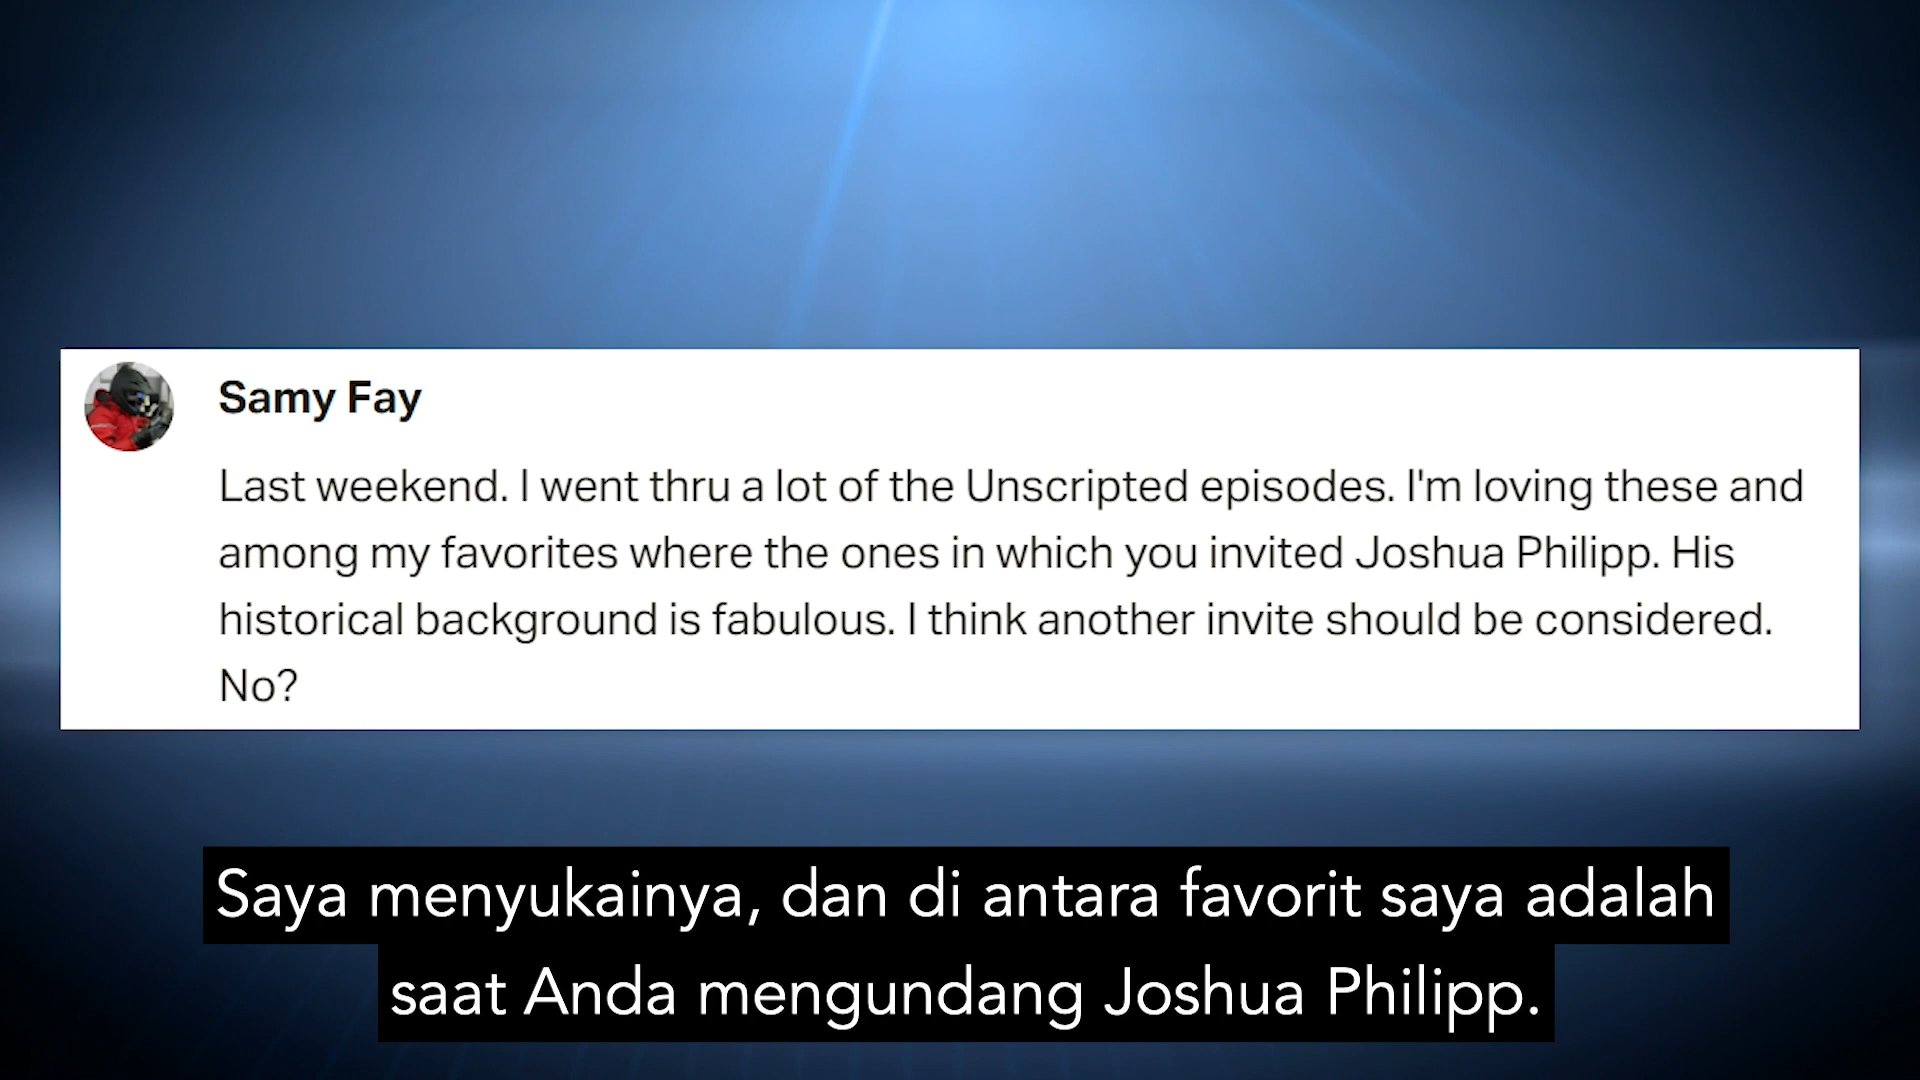 Samy Fay
Last weekend. I went thru a lot of the Unscripted episodes. I'm loving these and
among my favorites where the ones in which you invited Joshua Philipp. His
historical background is fabulous. I think another invite should be considered.
No?
Saya menyukainya, dan di antara favorit saya adalah
saat Anda mengundang Joshua Philipp.